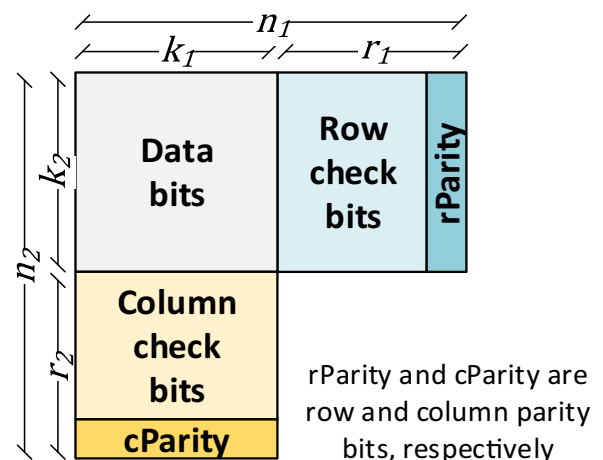 n1
k1
r1
Data
bits
Row
check
bits
rParity
k2
n2
Column
check
bits
r2
cParity
rParity and cParity are
row and column parity
bits, respectively